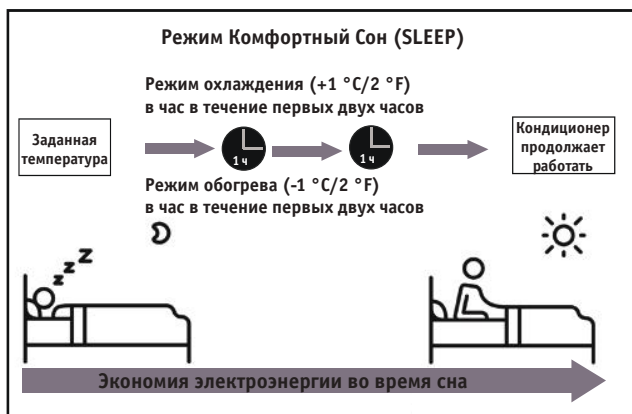 Режим Комфортный Сон (SLEEP)
Режим охлаждения (+1 °C/2 °F)
в час в течение первых двух часов
Заданная
температура
1 ч
1 ч
Кондиционер
продолжает
работать
Режим обогрева (-1 °C/2 °F)
в час в течение первых двух часов
z z z
Экономия электроэнергии во время сна